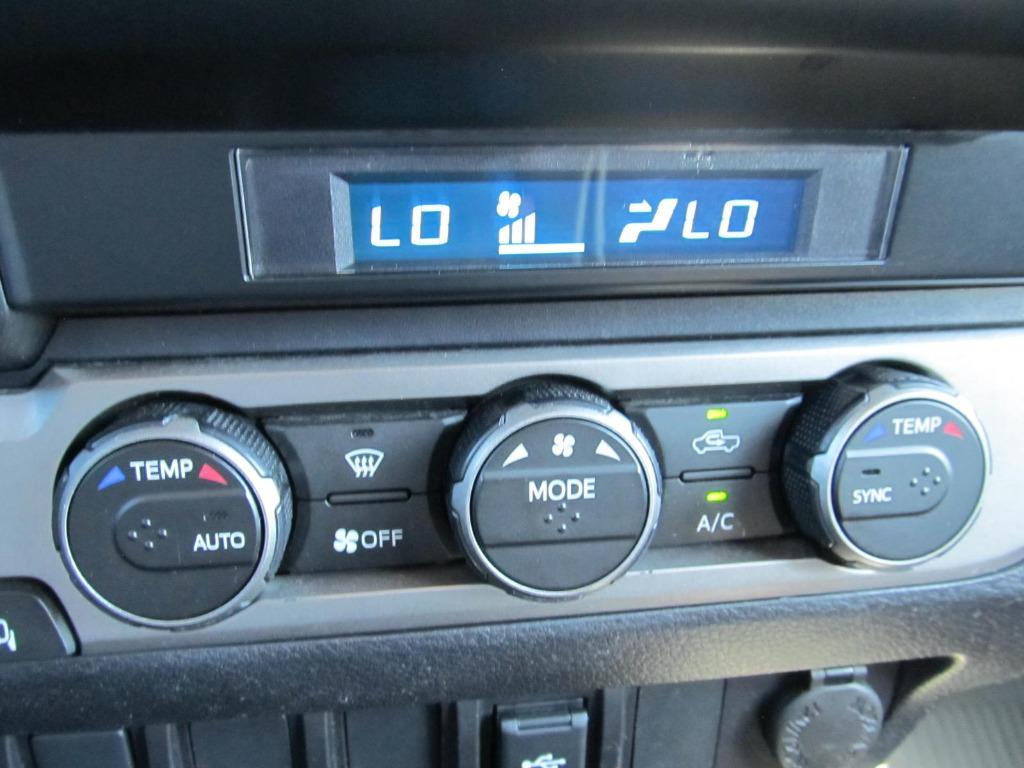 LO LO
TEMP
AUTO
OFF
MODE
A/C
TEMP
SYNC